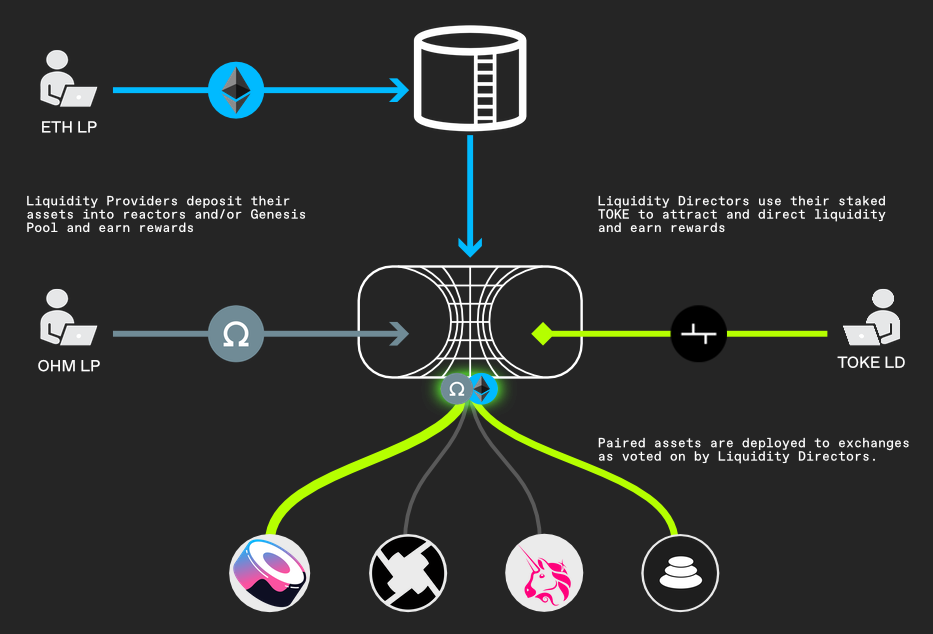 ETH LP
Liquidity Providers deposit their
assets into reactors and/or Genesis
Pool and earn rewards
Liquidity Directors use their staked
TOKE to attract and direct liquidity
and earn rewards
Ω
OHM LP
TOKE LD
Ω
Paired assets are deployed to exchanges
as voted on by Liquidity Directors.